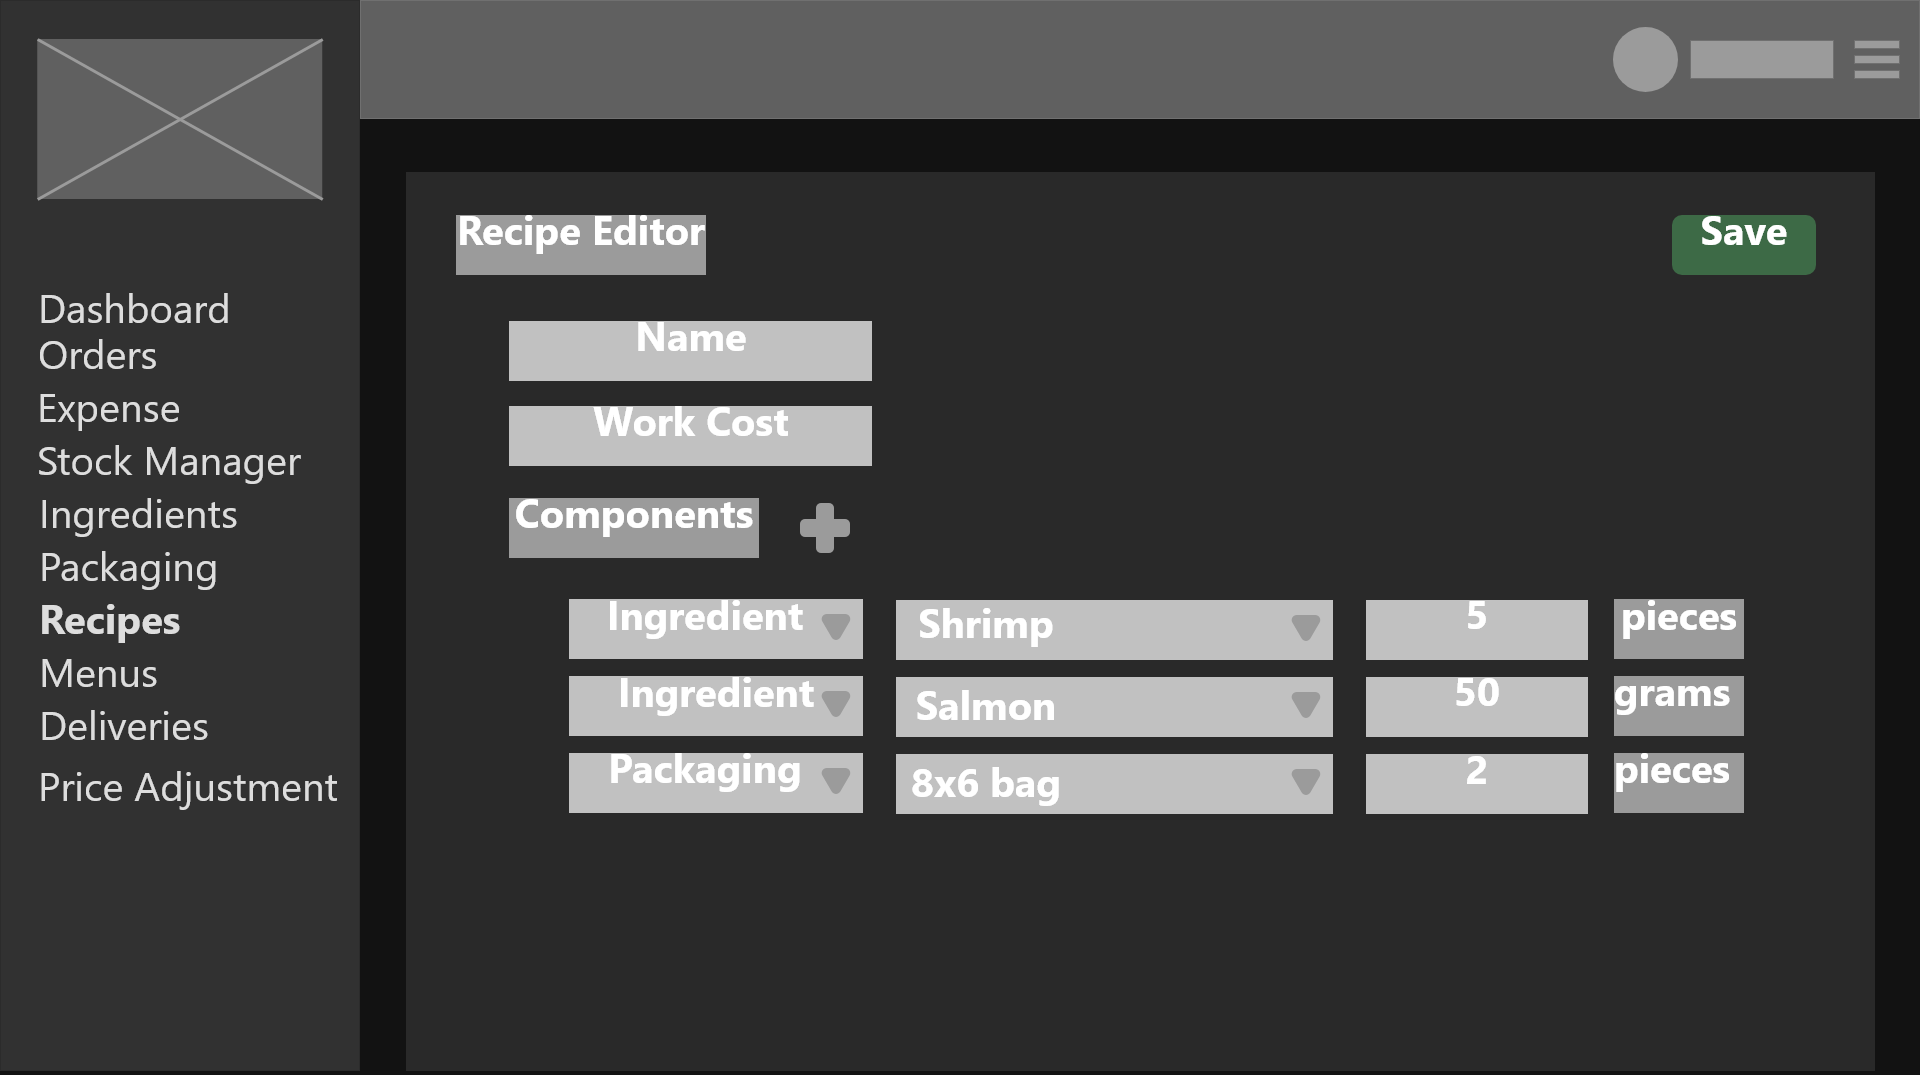 Dashboard
Orders
Expense
Stock Manager
Ingredients
Packaging
Recipes
Menus
Deliveries
Price Adjustment
Recipe Editor
Save
Name
Work Cost
Components
Ingredient Shrimp 5 pieces
Ingredient Salmon 50 grams
Packaging 8x6 bag 2 pieces